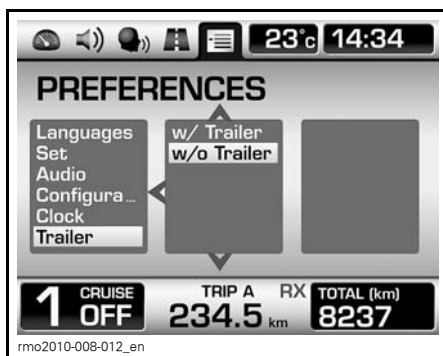 23°c 14:34
PREFERENCES
Languages
Set
Audio
Configura...
Clock
Trailer
w/ Trailer
w/o Trailer
1 CRUISE OFF
TRIP A RX
234.5 km
TOTAL (km)
8237
rmo2010-008-012_en